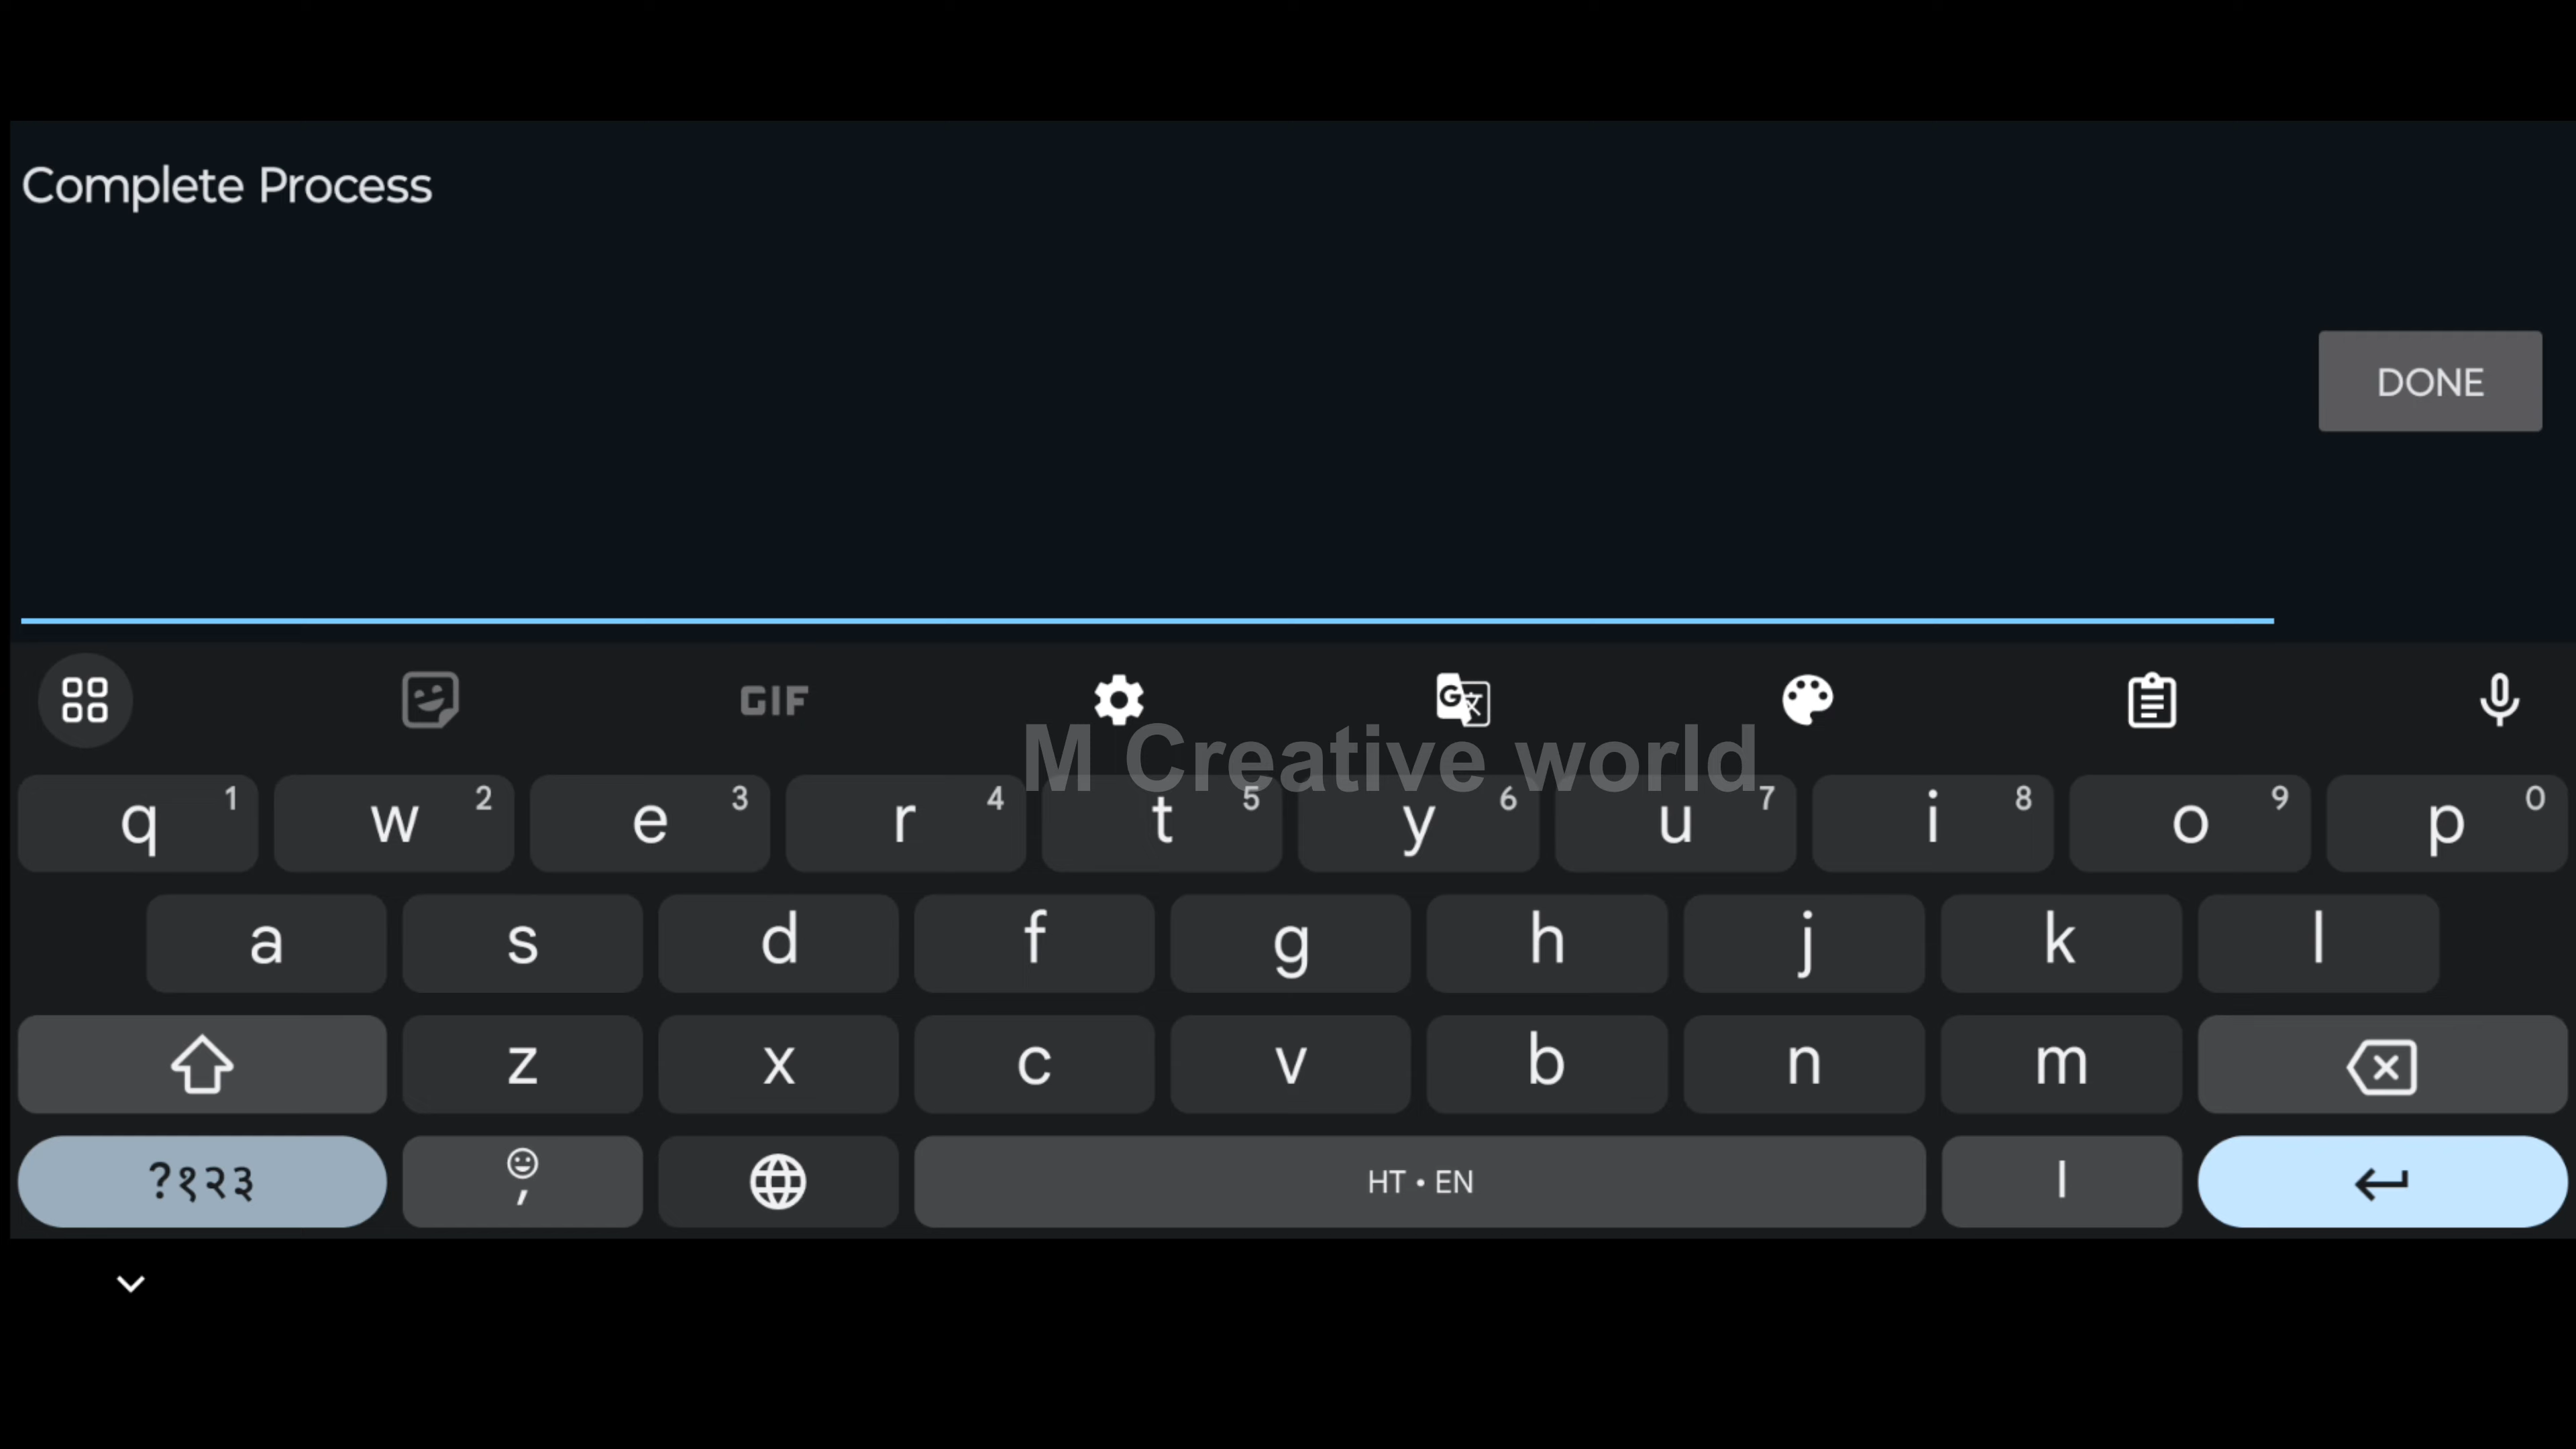 Complete Process
DONE
GIF
G 文
M Creative world
q 1 w 2 e 3 r 4 t 5 y 6 u 7 i 8 o 9 p 0
a s d f g h j k l
z x c v b n m
?१२३ , HT • EN ।